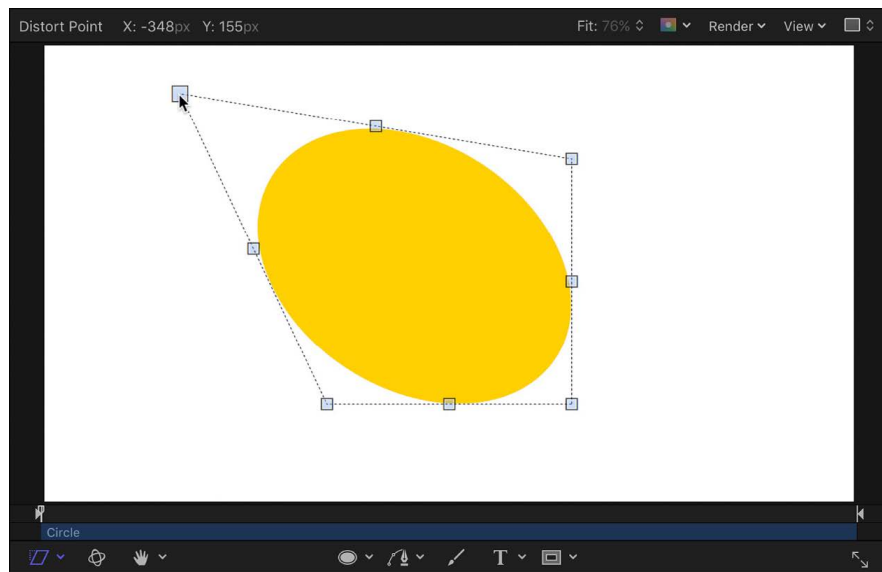 Distort Point X: -348px Y: 155px Fit: 76% Render View
Circle
T